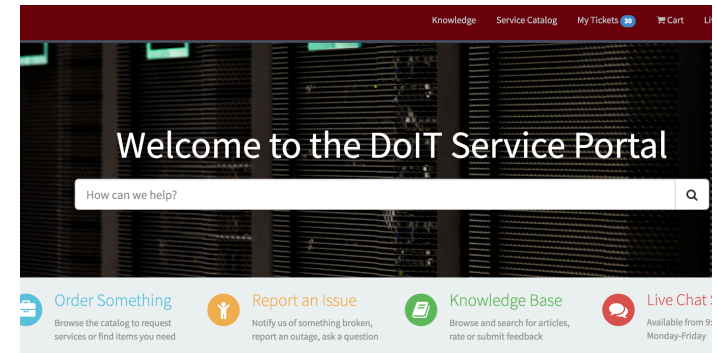 Knowledge Service Catalog My Tickets 30 Cart
Welcome to the DoIT Service Portal
How can we help?
Order Something
Browse the catalog to request
services or find items you need
Report an Issue
Notify us of something broken,
report an outage, ask a question
Knowledge Base
Browse and search for articles,
rate or submit feedback
Live Chat
Available from 9:
Monday-Friday